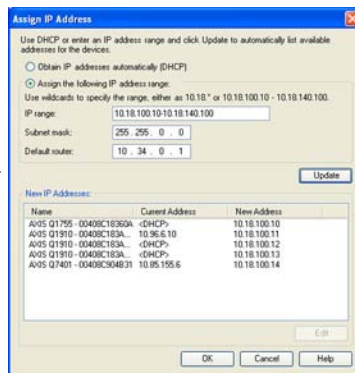 Assign IP Address
Use DHCP or enter an IP address range and click Update to automatically list available
addresses for the devices.
Obtain IP addresses automatically (DHCP)
Assign the following IP address range:
Use wildcards to specify the range, either as 10.18.* or 10.18.100.10 - 10.18.140.100.
IP range: 10.18.100.10-10.18.140.100
Subnet mask: 255 . 255 . 0 . 0
Default router: 10 . 34 . 0 . 1
Update
New IP Addresses:
Name Current Address New Address
AXIS Q1755 - 00408C18360A <DHCP> 10.18.100.10
AXIS Q1910 - 00408C183A... 10.96.6.10 10.18.100.11
AXIS Q1910 - 00408C183A... <DHCP> 10.18.100.12
AXIS Q1910 - 00408C183A... <DHCP> 10.18.100.13
AXIS Q7401 - 00408C904B31 10.85.155.6 10.18.100.14
Edit
OK Cancel Help